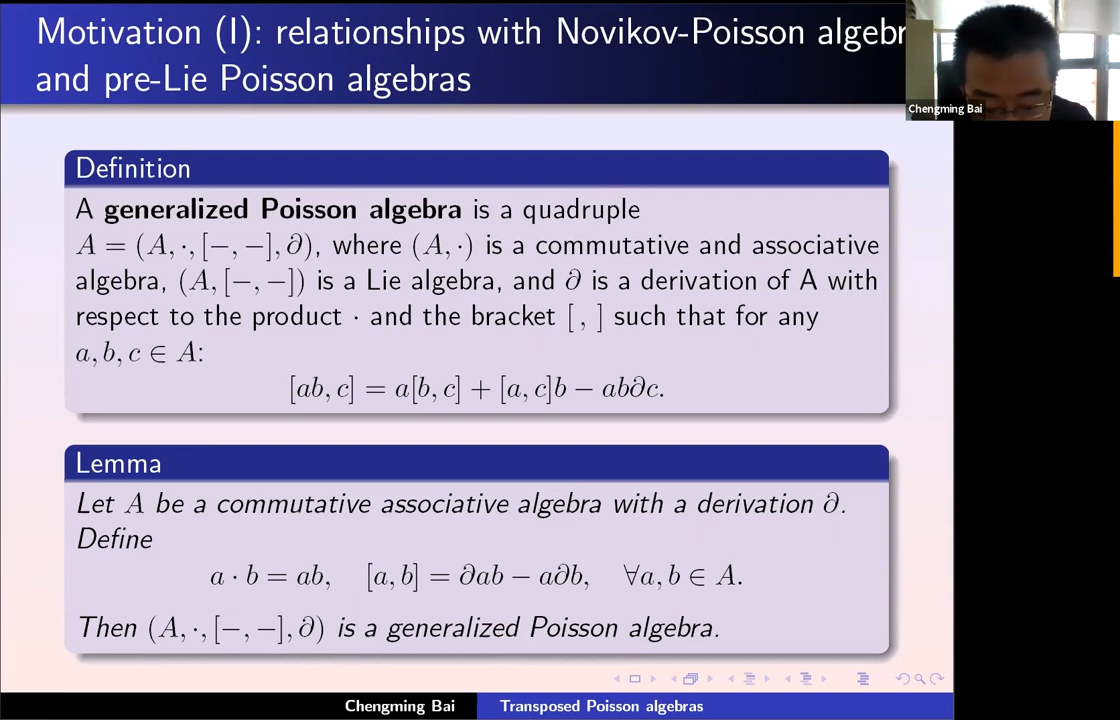 Motivation (I): relationships with Novikov-Poisson algebr
and pre-Lie Poisson algebras
Chengming Bai
Definition
A generalized Poisson algebra is a quadruple
A = (A, ·, [−, −], ∂), where (A, ·) is a commutative and associative
algebra, (A, [−, −]) is a Lie algebra, and ∂ is a derivation of A with
respect to the product · and the bracket [ , ] such that for any
a, b, c ∈ A:
[ab, c] = a[b, c] + [a, c]b − ab∂c.
Lemma
Let A be a commutative associative algebra with a derivation ∂.
Define
a · b = ab, [a, b] = ∂ab − a∂b, ∀a, b ∈ A.
Then (A, ·, [−, −], ∂) is a generalized Poisson algebra.
Chengming Bai Transposed Poisson algebras